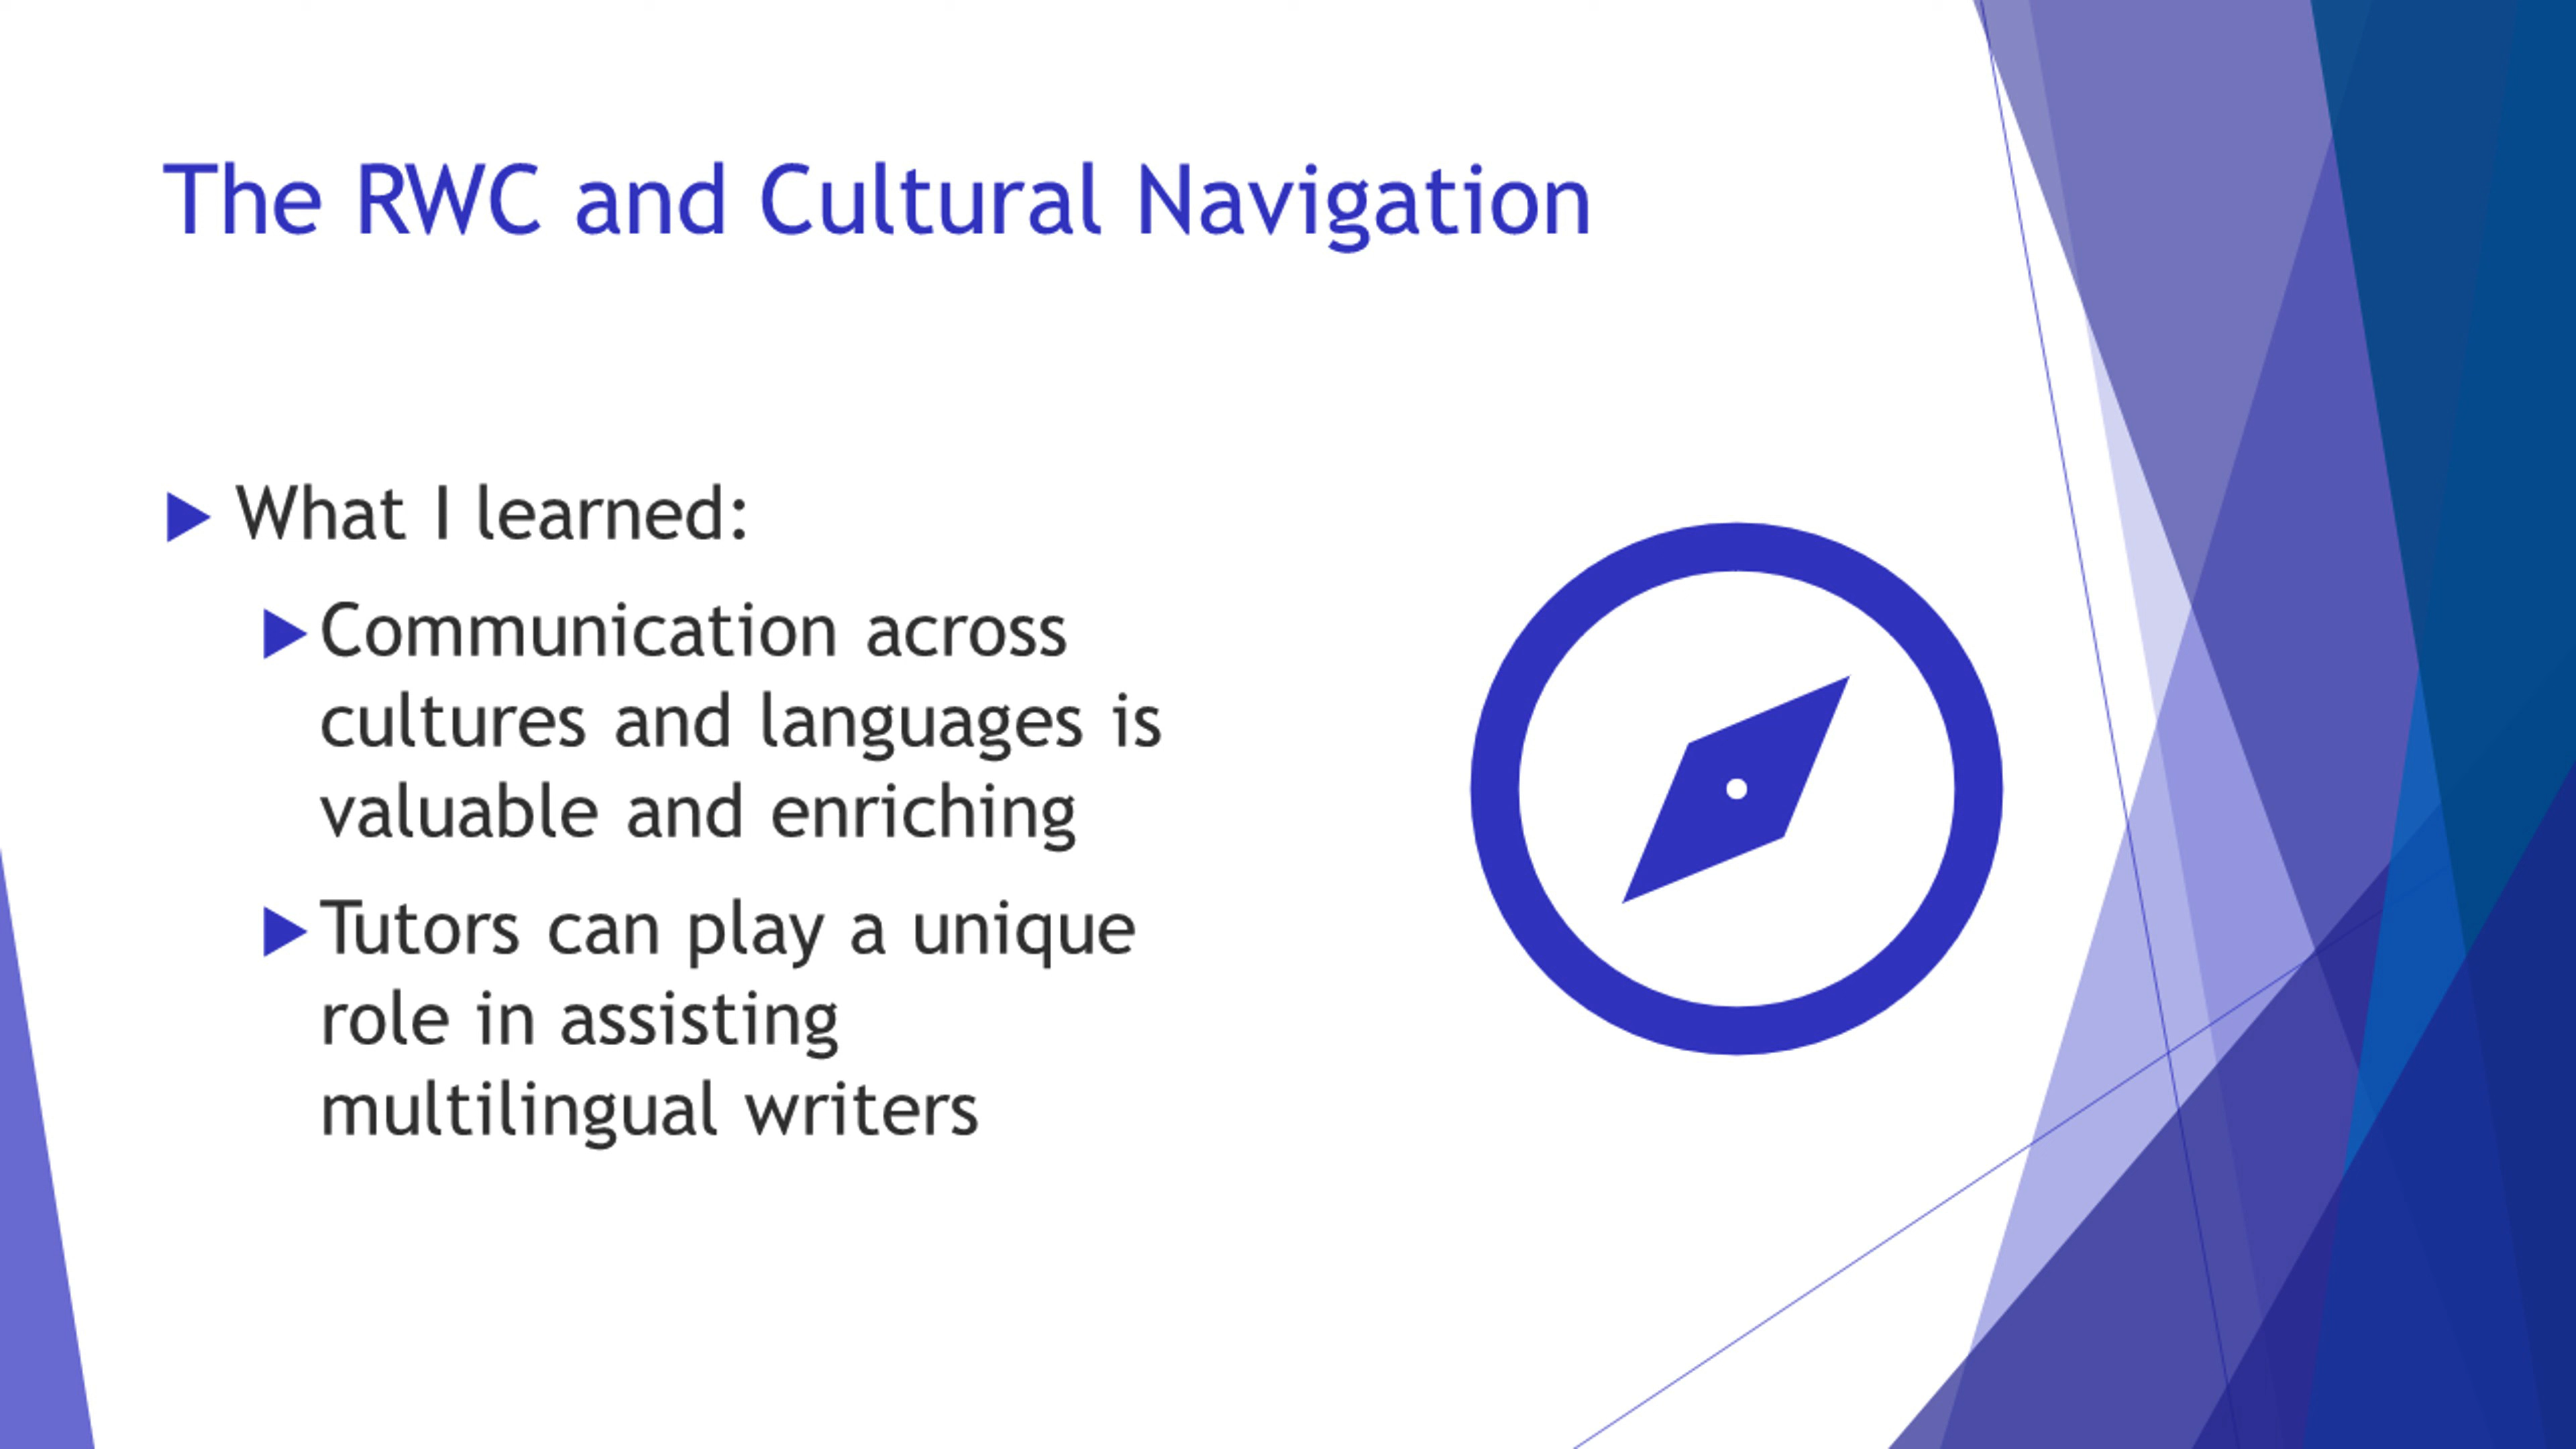 The RWC and Cultural Navigation
What I learned:
Communication across
cultures and languages is
valuable and enriching
Tutors can play a unique
role in assisting
multilingual writers